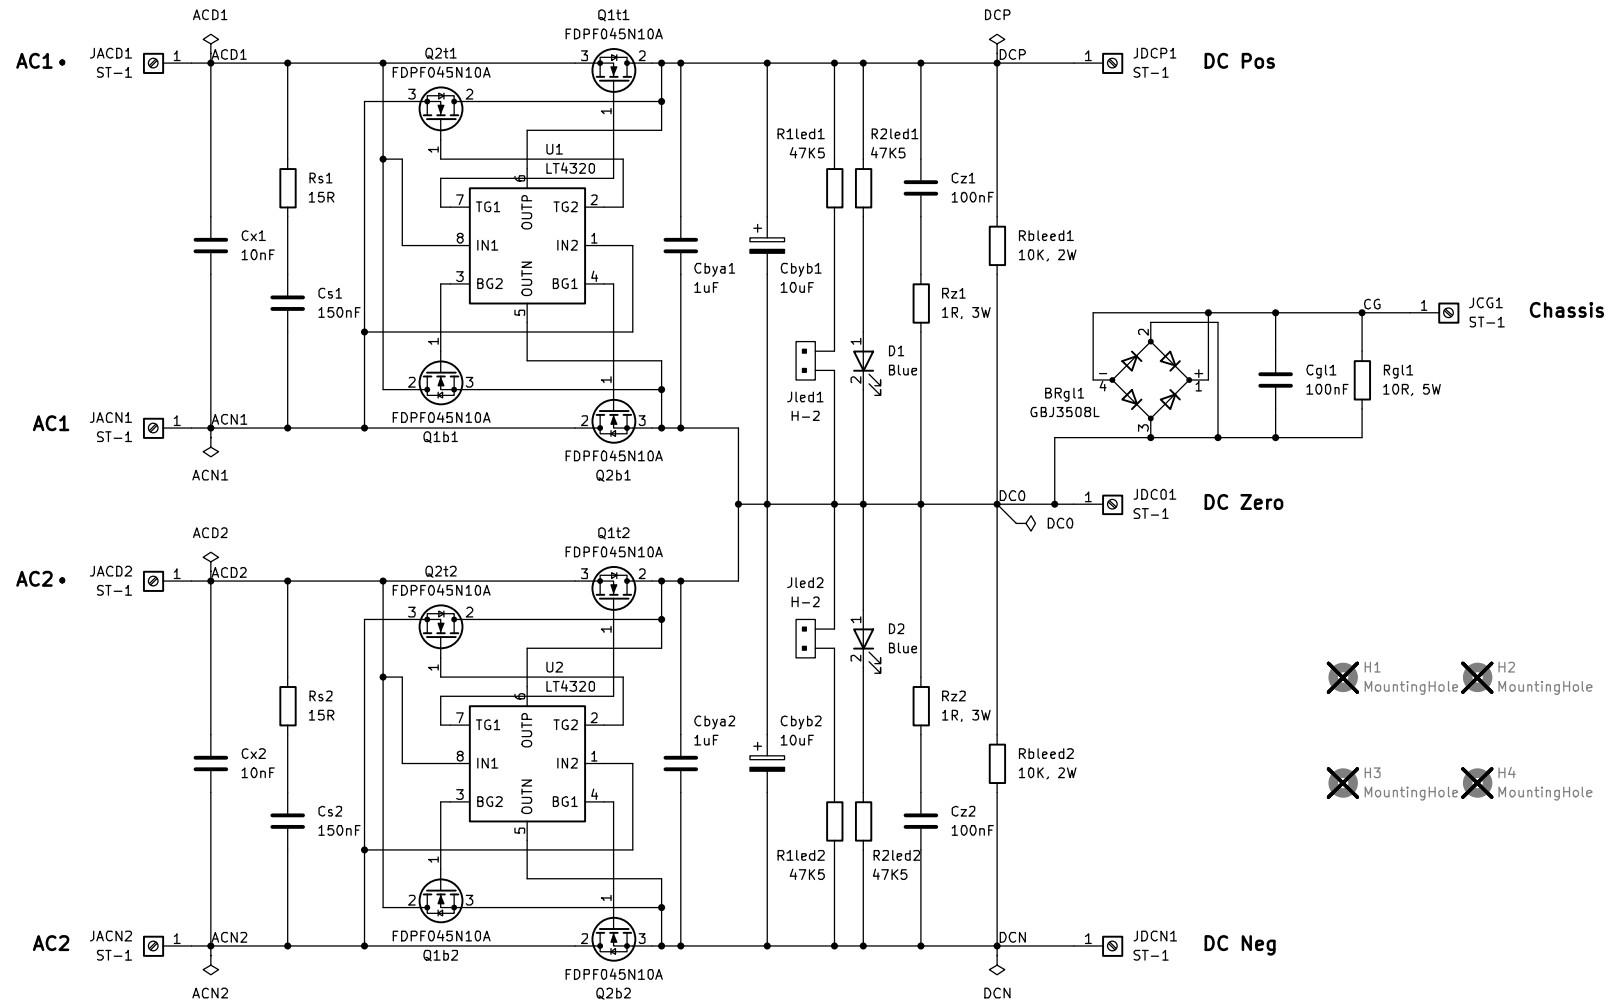 ACD1
Q1t1
FDPF045N10A
DCP
AC1 •
JACD1
ST-1
1
ACD1
Q2t1
FDPF045N10A
3
2
DCP
1
JDCP1
ST-1
DC Pos
3
2
1
1
U1
LT4320
R1led1
47K5
R2led1
47K5
Rs1
15R
6
Cz1
100nF
7
TG1
OUTP
TG2
2
Cx1
10nF
8
IN1
IN2
1
+
Rbleed1
10K, 2W
Cbya1
1uF
Cbyb1
10uF
3
BG2
OUTN
BG1
4
Cs1
150nF
5
Rz1
1R, 3W
CG
1
JCG1
ST-1
Chassis
1
1
1
2
D1
Blue
2
-
4
+
1
3
BRgl1
GBJ3508L
Cgl1
100nF
Rgl1
10R, 5W
Jled1
H-2
2
3
FDPF045N10A
Q1b1
AC1
JACN1
ST-1
1
ACN1
2
3
FDPF045N10A
Q2b1
ACN1
DC0
1
JDC01
ST-1
DC Zero
DC0
ACD2
Q1t2
FDPF045N10A
AC2 •
JACD2
ST-1
1
ACD2
Q2t2
FDPF045N10A
3
2
Jled2
H-2
3
2
1
1
1
2
D2
Blue
U2
LT4320
H1
MountingHole
H2
MountingHole
Rs2
15R
6
Rz2
1R, 3W
7
TG1
OUTP
TG2
2
Cbya2
1uF
Cbyb2
10uF
Cx2
10nF
8
IN1
IN2
1
+
Rbleed2
10K, 2W
H3
MountingHole
H4
MountingHole
3
BG2
OUTN
BG1
4
Cs2
150nF
5
Cz2
100nF
R1led2
47K5
R2led2
47K5
1
1
2
3
FDPF045N10A
Q1b2
AC2
JACN2
ST-1
1
ACN2
2
3
FDPF045N10A
Q2b2
DCN
1
JDCN1
ST-1
DC Neg
ACN2
DCN